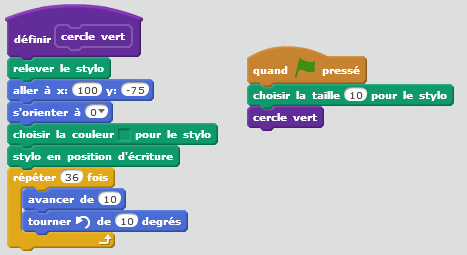 définir cercle vert
relever le stylo
aller à x: 100 y: -75
s'orienter à 0
choisir la couleur pour le stylo
stylo en position d'écriture
répéter 36 fois
avancer de 10
tourner de 10 degrés
quand pressé
choisir la taille 10 pour le stylo
cercle vert